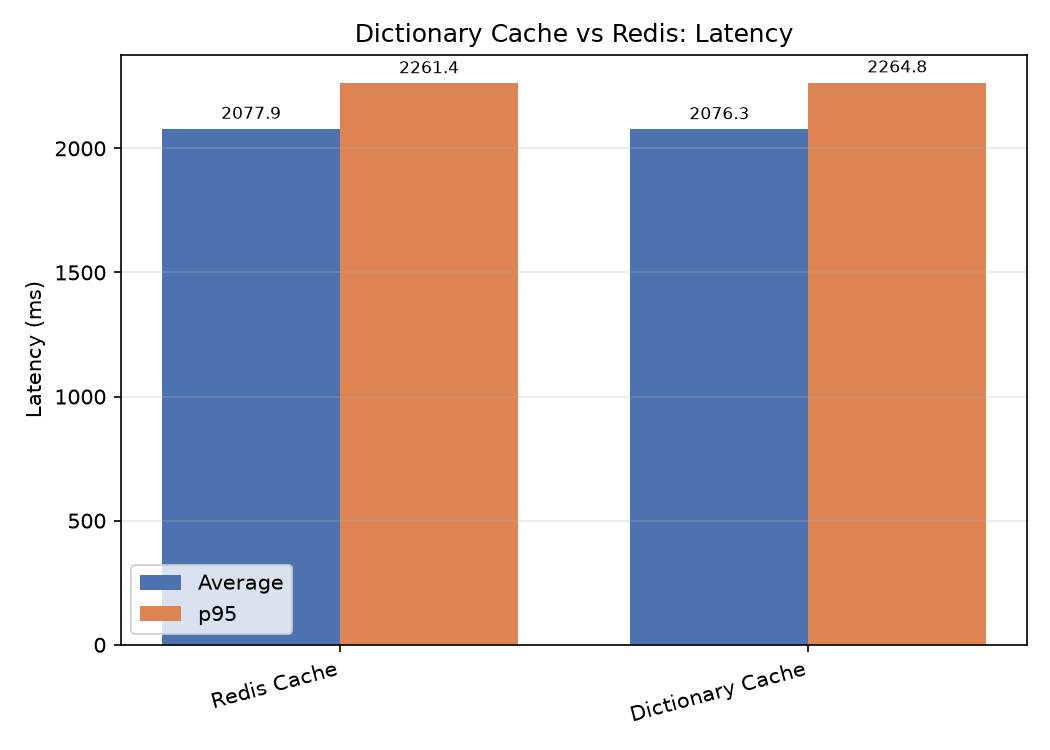 Dictionary Cache vs Redis: Latency
2261.4
2264.8
2077.9
2076.3
2000
1500
1000
500
0
Latency (ms)
Average
p95
Redis Cache
Dictionary Cache